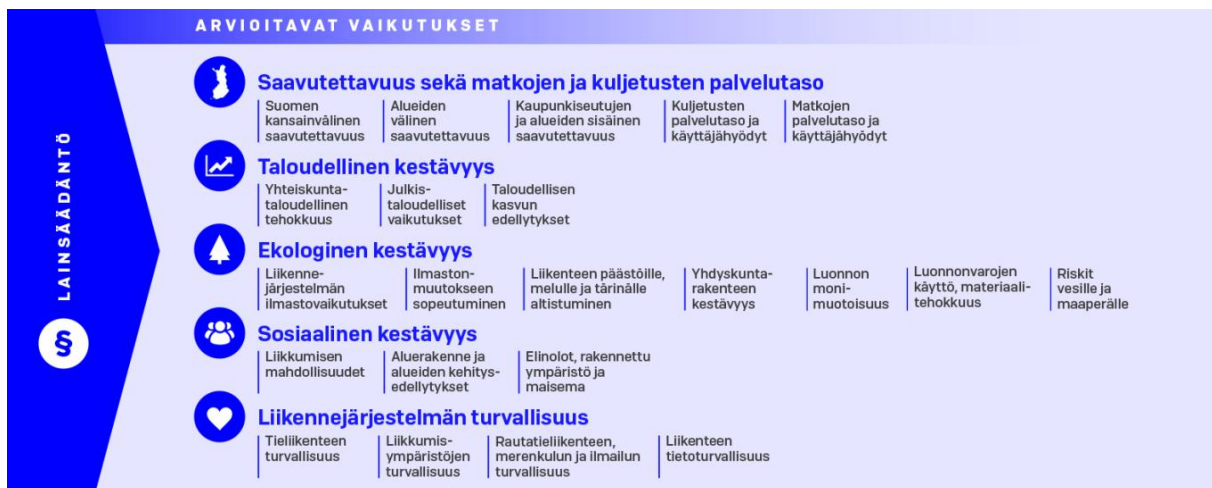 ARVIOITAVAT VAIKUTUKSET
LAINSÄÄDÄNTÖ
§
Saavutettavuus sekä matkojen ja kuljetusten palvelutaso
Suomen
kansainvälinen
saavutettavuus
Alueiden
välinen
saavutettavuus
Kaupunkiseutujen
ja alueiden sisäinen
saavutettavuus
Kuljetusten
palvelutaso ja
käyttäjähyödyt
Matkojen
palvelutaso ja
käyttäjähyödyt
Taloudellinen kestävyys
Yhteiskunta-
taloudellinen
tehokkuus
Julkis-
taloudelliset
vaikutukset
Taloudellisen
kasvun
edellytykset
Ekologinen kestävyys
Liikenne-
järjestelmän
ilmastovaikutukset
Ilmaston-
muutokseen
sopeutuminen
Liikenteen päästöille,
melulle ja tärinälle
altistuminen
Yhdyskunta-
rakenteen
kestävyys
Luonnon
moni-
muotoisuus
Luonnonvarojen
käyttö, materiaali-
tehokkuus
Riskit
vesille ja
maaperälle
Sosiaalinen kestävyys
Liikkumisen
mahdollisuudet
Aluerakenne ja
alueiden kehitys-
edellytykset
Elinolot, rakennettu
ympäristö ja
maisema
Liikennejärjestelmän turvallisuus
Tieliikenteen
turvallisuus
Liikkumis-
ympäristöjen
turvallisuus
Rautatieliikenteen,
merenkulun ja ilmailun
turvallisuus
Liikenteen
tietoturvallisuus